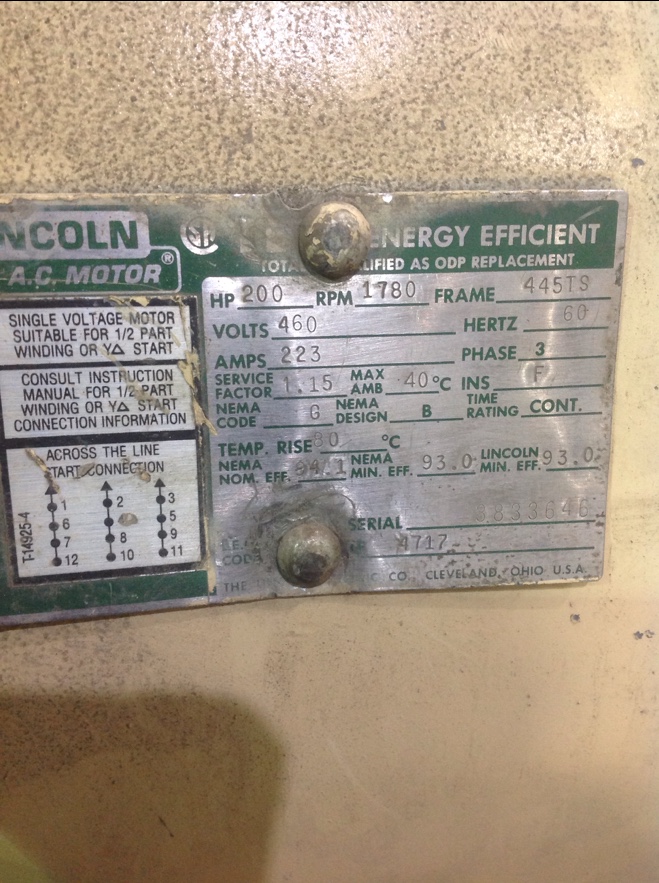 NCOLN
A.C. MOTOR ®
ENERGY EFFICIENT
AS ODP REPLACEMENT
SINGLE VOLTAGE MOTOR
SUITABLE FOR 1/2 PART
WINDING OR Y∆ START
CONSULT INSTRUCTION
MANUAL FOR 1/2 PART
WINDING OR Y∆ START
CONNECTION INFORMATION
ACROSS THE LINE
START CONNECTION
1 2 3
6 5
7 8 9
12 10 11
T-14925-4
HP 200 RPM 1780 FRAME 445TS
VOLTS 460 HERTZ 60
AMPS 223 PHASE 3
SERVICE FACTOR 1.15 MAX AMB 40°C INS F
NEMA CODE G NEMA DESIGN B TIME RATING CONT.
TEMP. RISE 80 °C
NEMA NOM. EFF. 94.1 NEMA MIN. EFF. 93.0 LINCOLN MIN. EFF. 93.0
SERIAL
4717
THE CO., CLEVELAND, OHIO U.S.A.